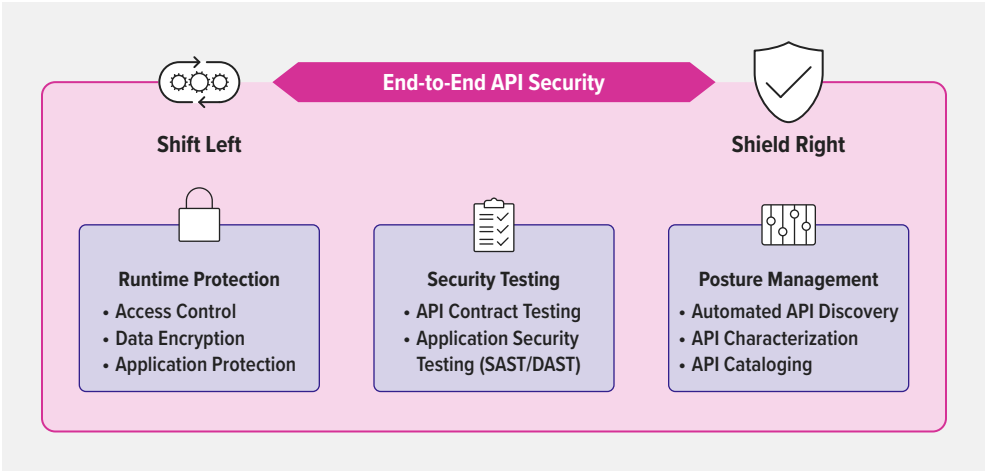 End-to-End API Security
Shift Left
Shield Right
Runtime Protection
• Access Control
• Data Encryption
• Application Protection
Security Testing
• API Contract Testing
• Application Security
Testing (SAST/DAST)
Posture Management
• Automated API Discovery
• API Characterization
• API Cataloging